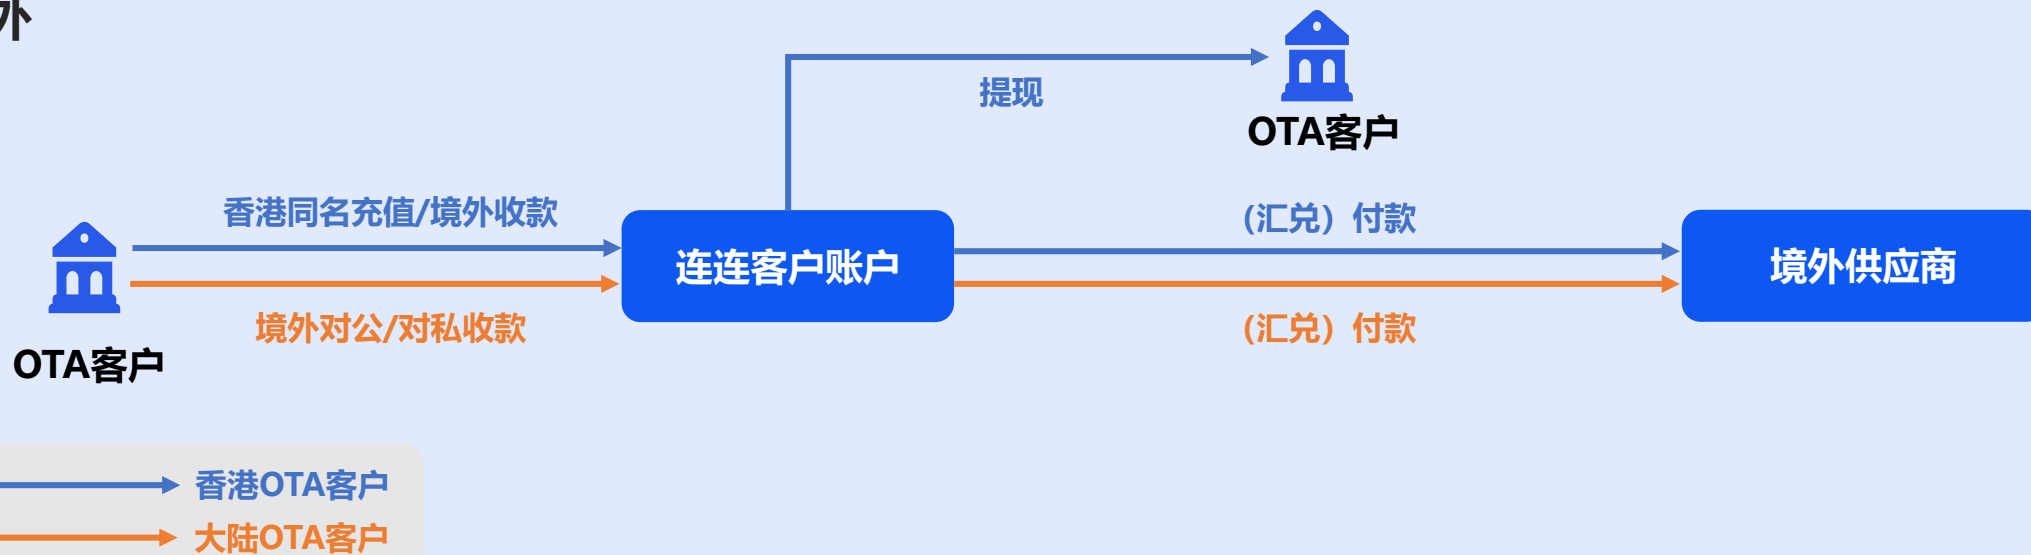 外
提现
OTA客户
香港同名充值/境外收款
(汇兑）付款
连连客户账户
境外供应商
境外对公/对私收款
(汇兑）付款
OTA客户
香港OTA客户
大陆OTA客户